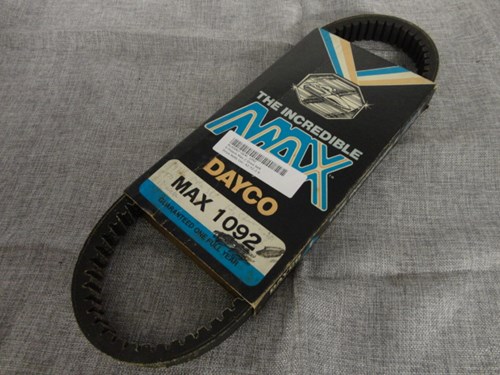 THE INCREDIBLE
MAX
DAYCO
MAX 1092
GUARANTEED ONE FULL YEAR